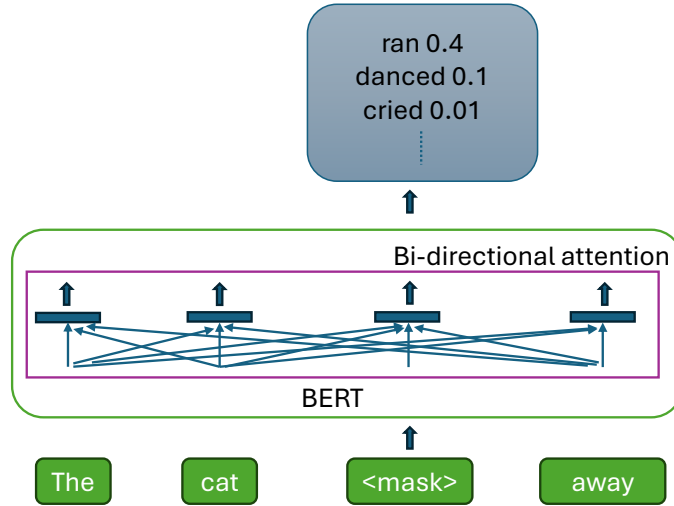 ran 0.4
danced 0.1
cried 0.01
Bi-directional attention
BERT
The cat <mask> away